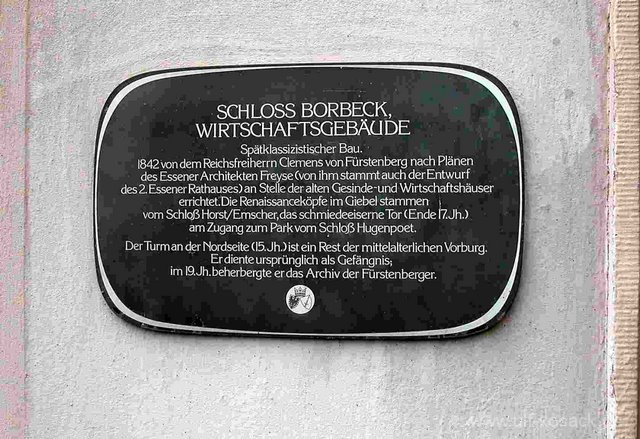 SCHLOSS BORBECK,
WIRTSCHAFTSGEBÄUDE
Spätklassizistischer Bau.
1842 von dem Reichsfreiherrn Clemens von Fürstenberg nach Plänen
des Essener Architekten Freyse (von ihm stammt auch der Entwurf
des 2. Essener Rathauses) an Stelle der alten Gesinde- und Wirtschaftshäuser
errichtet. Die Renaissanceköpfe im Giebel stammen
vom Schloß Horst/Emscher, das schmiedeeiserne Tor (Ende 17. Jh.)
am Zugang zum Park vom Schloß Hugenpoet.
Der Turm an der Nordseite (15. Jh.) ist ein Rest der mittelalterlichen Vorburg.
Er diente ursprünglich als Gefängnis;
im 19. Jh. beherbergte er das Archiv der Fürstenberger.